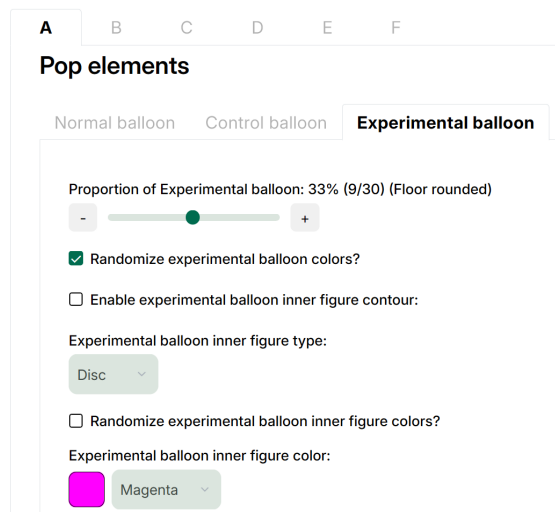 A B C D E F
Pop elements
Normal balloon Control balloon Experimental balloon
Proportion of Experimental balloon: 33% (9/30) (Floor rounded)
- +
Randomize experimental balloon colors?
Enable experimental balloon inner figure contour:
Experimental balloon inner figure type:
Disc
Randomize experimental balloon inner figure colors?
Experimental balloon inner figure color:
Magenta